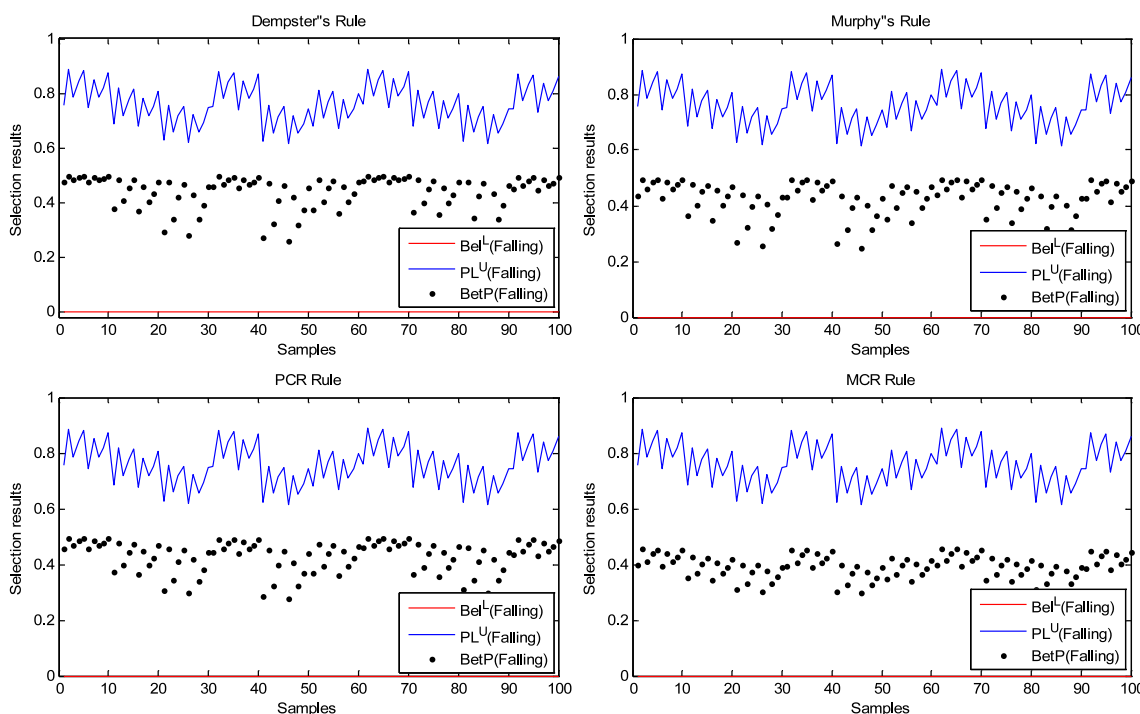 Dempster"s Rule
Selection results
1
0.8
0.6
0.4
0.2
0
Bel^L(Falling)
PL^U(Falling)
BetP(Falling)
0 10 20 30 40 50 60 70 80 90 100
Samples
Murphy"s Rule
Selection results
1
0.8
0.6
0.4
0.2
0
Bel^L(Falling)
PL^U(Falling)
BetP(Falling)
0 10 20 30 40 50 60 70 80 90 100
Samples
PCR Rule
Selection results
1
0.8
0.6
0.4
0.2
0
Bel^L(Falling)
PL^U(Falling)
BetP(Falling)
0 10 20 30 40 50 60 70 80 90 100
Samples
MCR Rule
Selection results
1
0.8
0.6
0.4
0.2
0
Bel^L(Falling)
PL^U(Falling)
BetP(Falling)
0 10 20 30 40 50 60 70 80 90 100
Samples